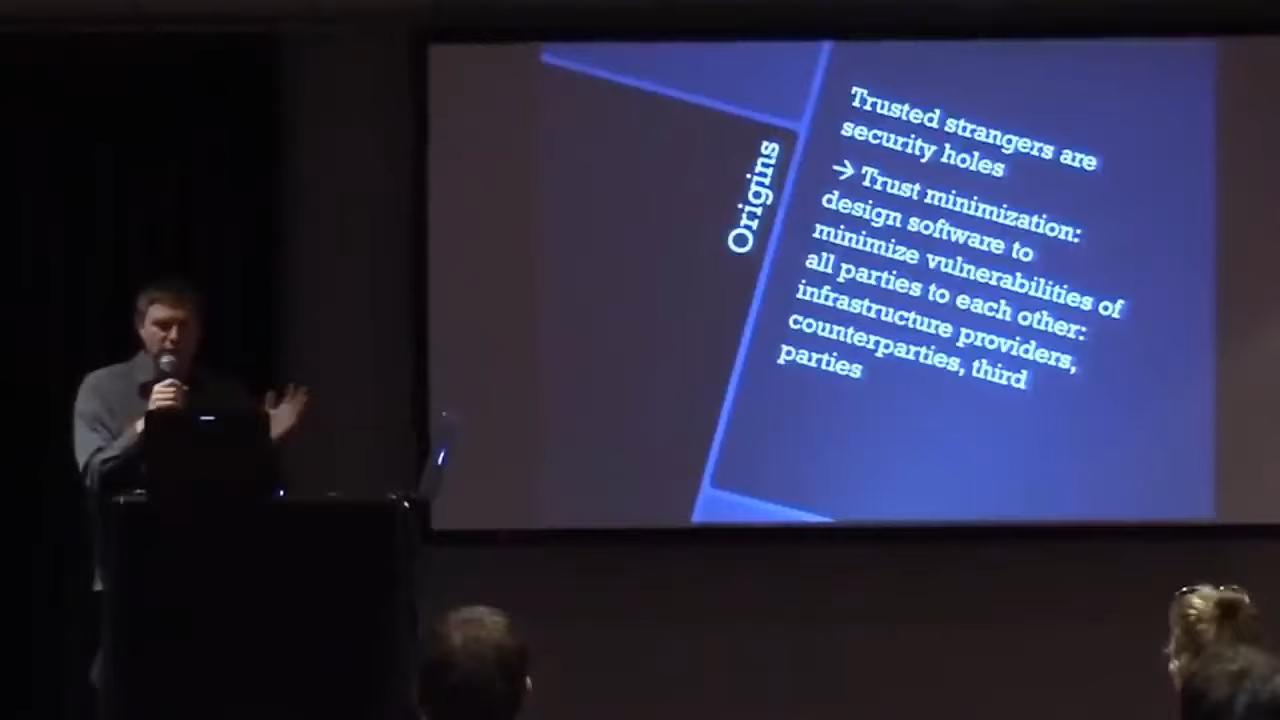 Origins
Trusted strangers are
security holes
→ Trust minimization:
design software to
minimize vulnerabilities of
all parties to each other:
infrastructure providers,
counterparties, third
parties